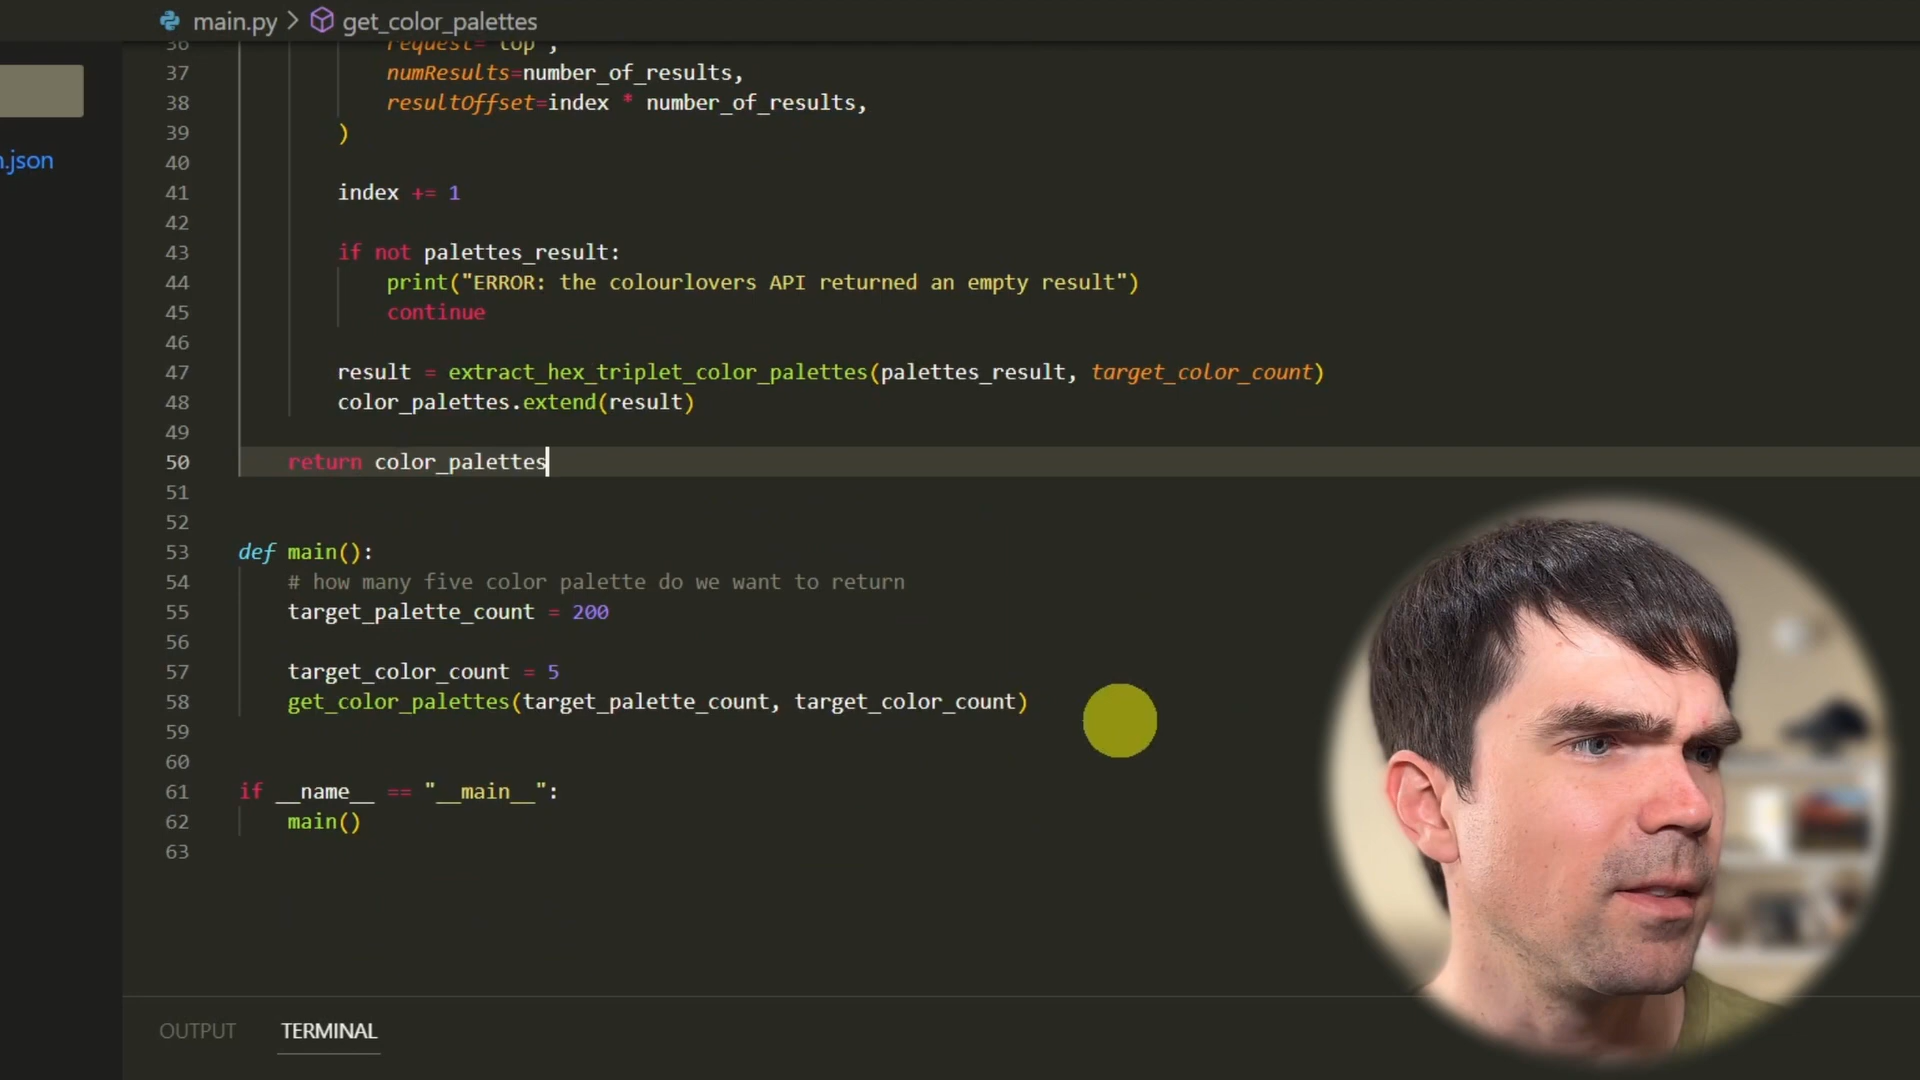 main.py > get_color_palettes
36 request="top",
37 numResults=number_of_results,
38 resultOffset=index * number_of_results,
39 )
40
41 index += 1
42
43 if not palettes_result:
44 print("ERROR: the colourlovers API returned an empty result")
45 continue
46
47 result = extract_hex_triplet_color_palettes(palettes_result, target_color_count)
48 color_palettes.extend(result)
49
50 return color_palettes
51
52
53 def main():
54 # how many five color palette do we want to return
55 target_palette_count = 200
56
57 target_color_count = 5
58 get_color_palettes(target_palette_count, target_color_count)
59
60
61 if __name__ == "__main__":
62 main()
63
.json
OUTPUT TERMINAL